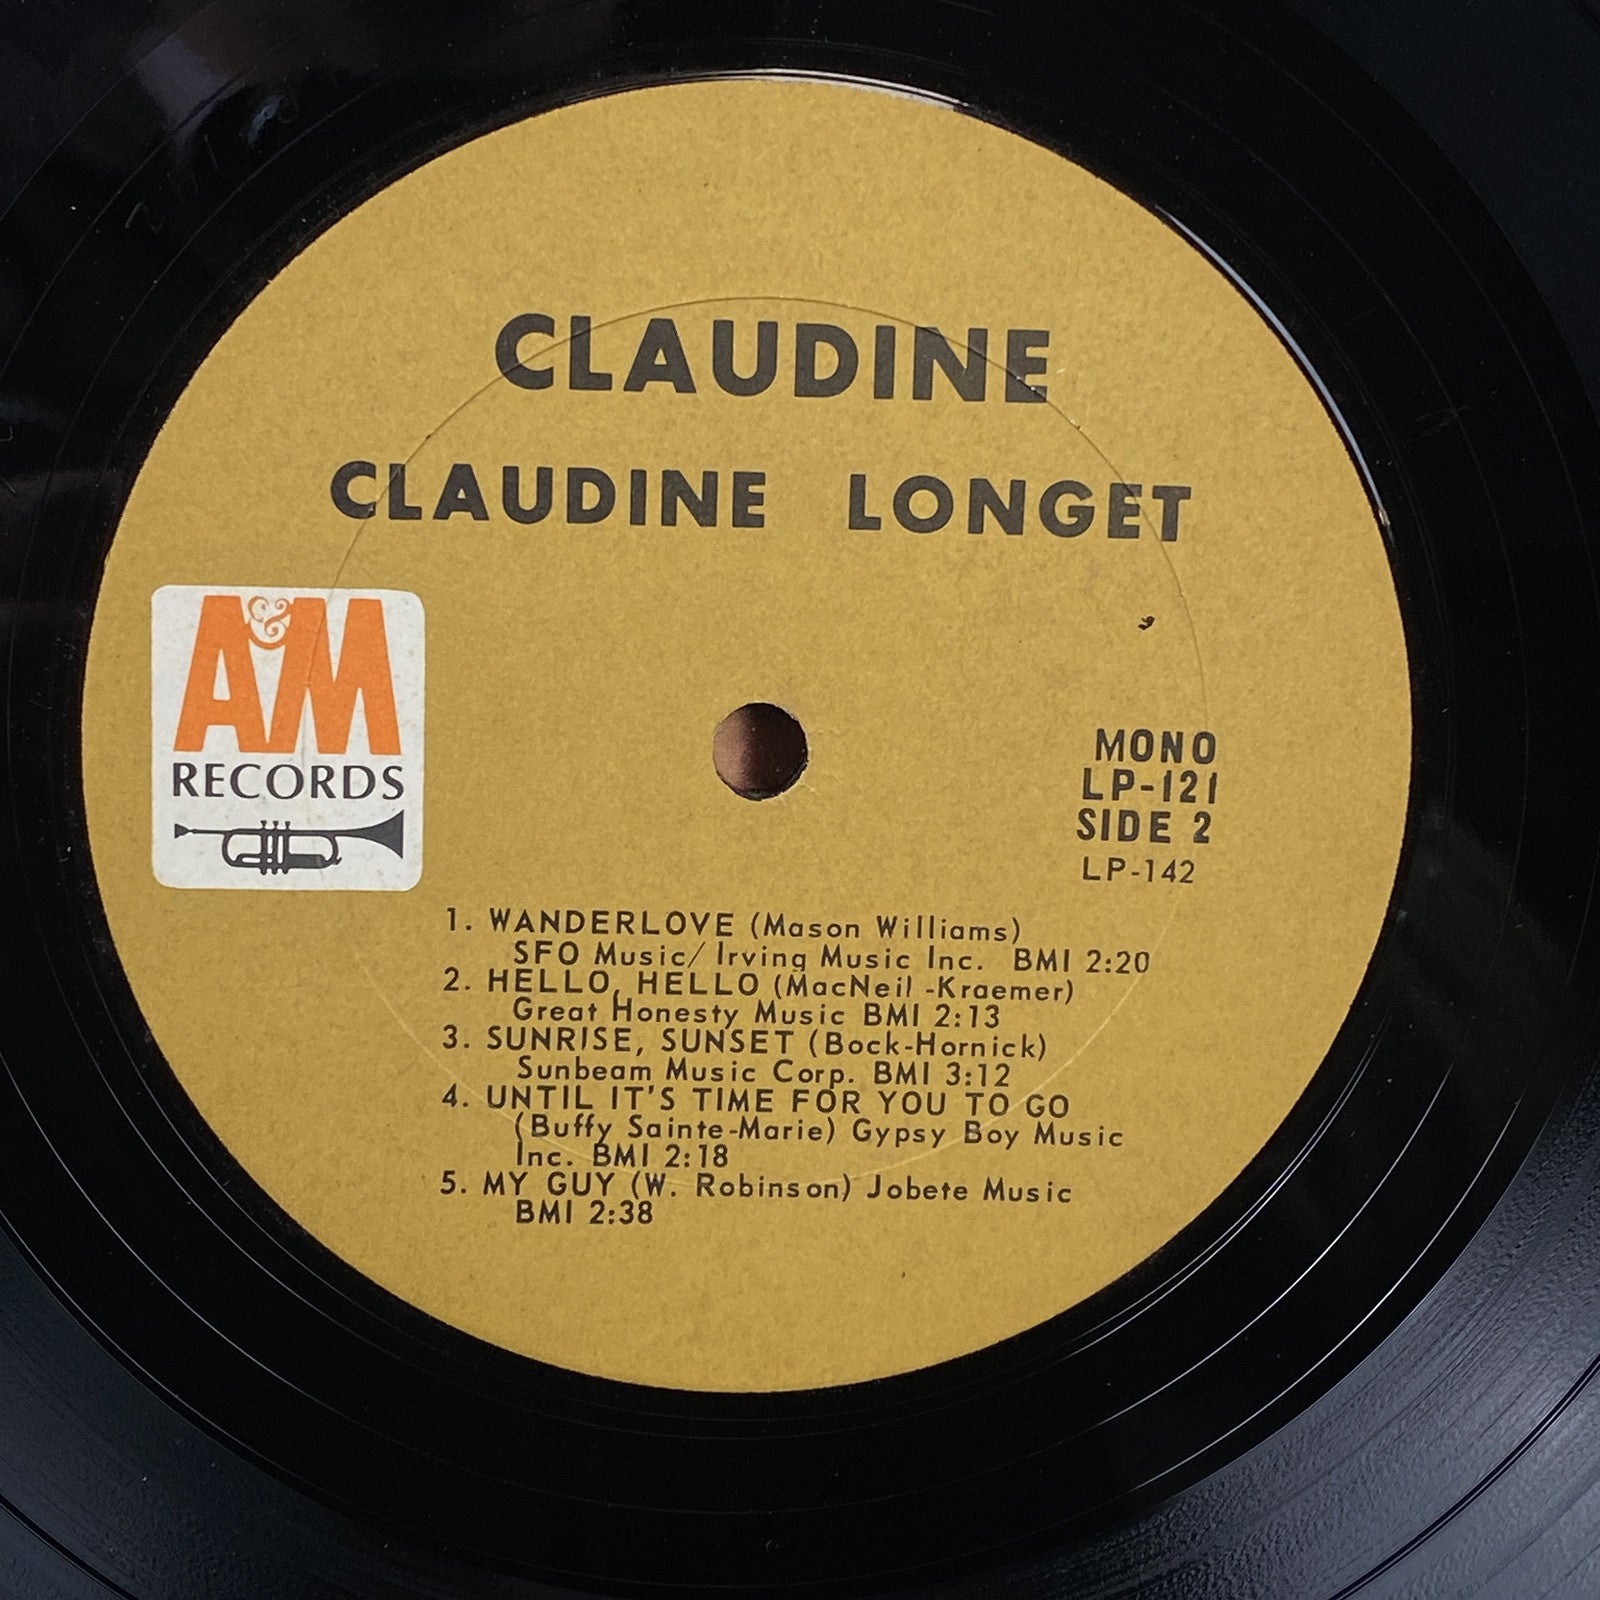 CLAUDINE
CLAUDINE LONGET
A&M
RECORDS
MONO
LP-121
SIDE 2
LP-142
1. WANDERLOVE (Mason Williams)
SFO Music/ Irving Music Inc. BMI 2:20
2. HELLO, HELLO (MacNeil -Kraemer)
Great Honesty Music BMI 2:13
3. SUNRISE, SUNSET (Bock-Hornick)
Sunbeam Music Corp. BMI 3:12
4. UNTIL IT'S TIME FOR YOU TO GO
(Buffy Sainte-Marie) Gypsy Boy Music
Inc. BMI 2:18
5. MY GUY (W. Robinson) Jobete Music
BMI 2:38